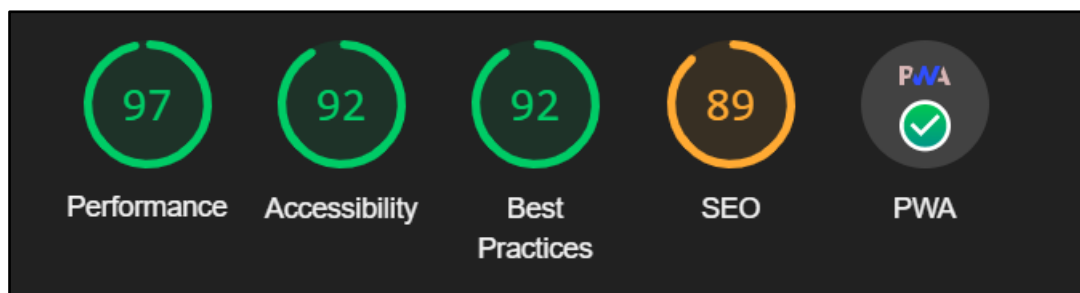 97 92 92 89 PWA
Performance Accessibility Best Practices SEO PWA